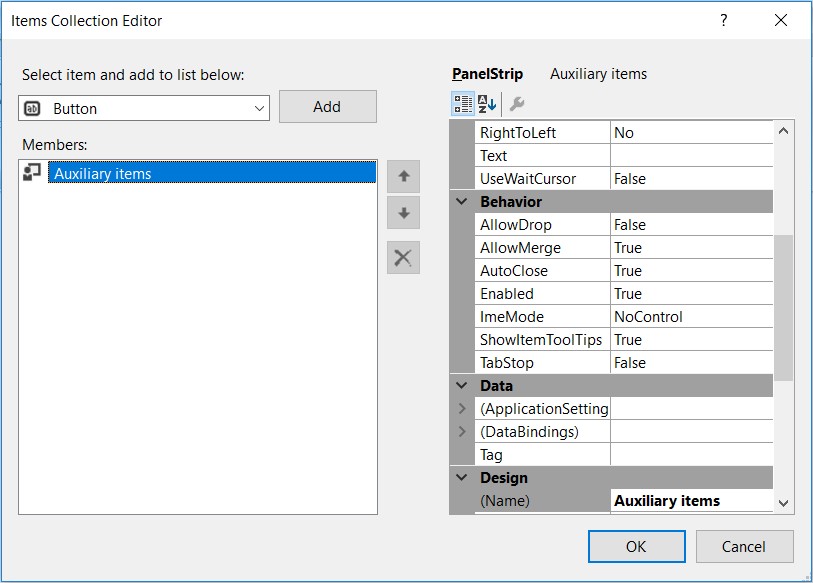 Items Collection Editor
?
Select item and add to list below:
Button
Add
Members:
Auxiliary items
PanelStrip Auxiliary items
RightToLeft No
Text
UseWaitCursor False
Behavior
AllowDrop False
AllowMerge True
AutoClose True
Enabled True
ImeMode NoControl
ShowItemToolTips True
TabStop False
Data
(ApplicationSetting
(DataBindings)
Tag
Design
(Name) Auxiliary items
OK Cancel